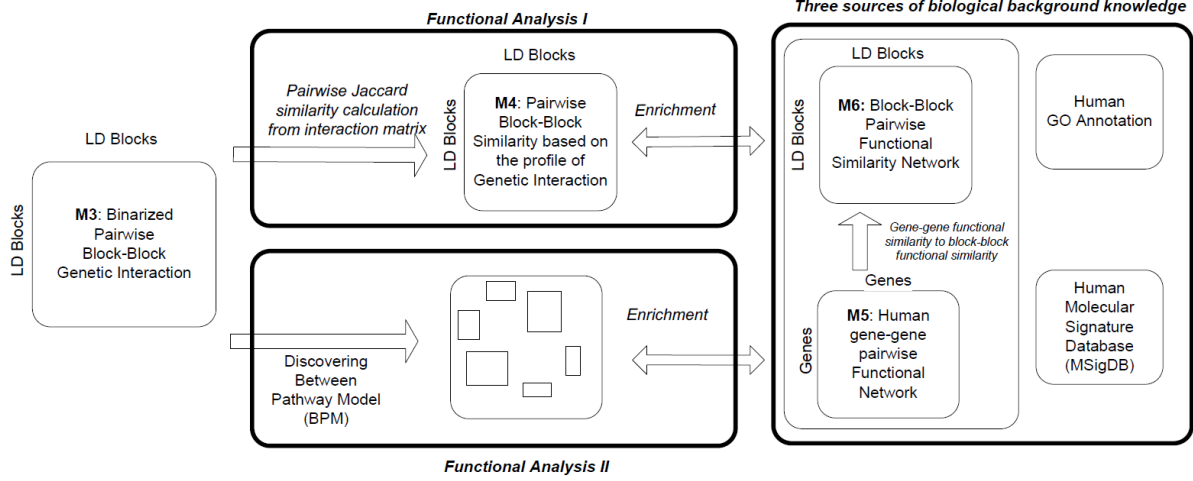 Three sources of biological background knowledge
Functional Analysis I
LD Blocks
LD Blocks
M3: Binarized
Pairwise
Block-Block
Genetic Interaction
Pairwise Jaccard
similarity calculation
from interaction matrix
LD Blocks
LD Blocks
M4: Pairwise
Block-Block
Similarity based on
the profile of
Genetic Interaction
Enrichment
Discovering
Between
Pathway Model
(BPM)
Enrichment
Functional Analysis II
LD Blocks
LD Blocks
M6: Block-Block
Pairwise
Functional
Similarity Network
Gene-gene functional
similarity to block-block
functional similarity
Genes
Genes
M5: Human
gene-gene
pairwise
Functional
Network
Human
GO Annotation
Human
Molecular
Signature
Database
(MSigDB)